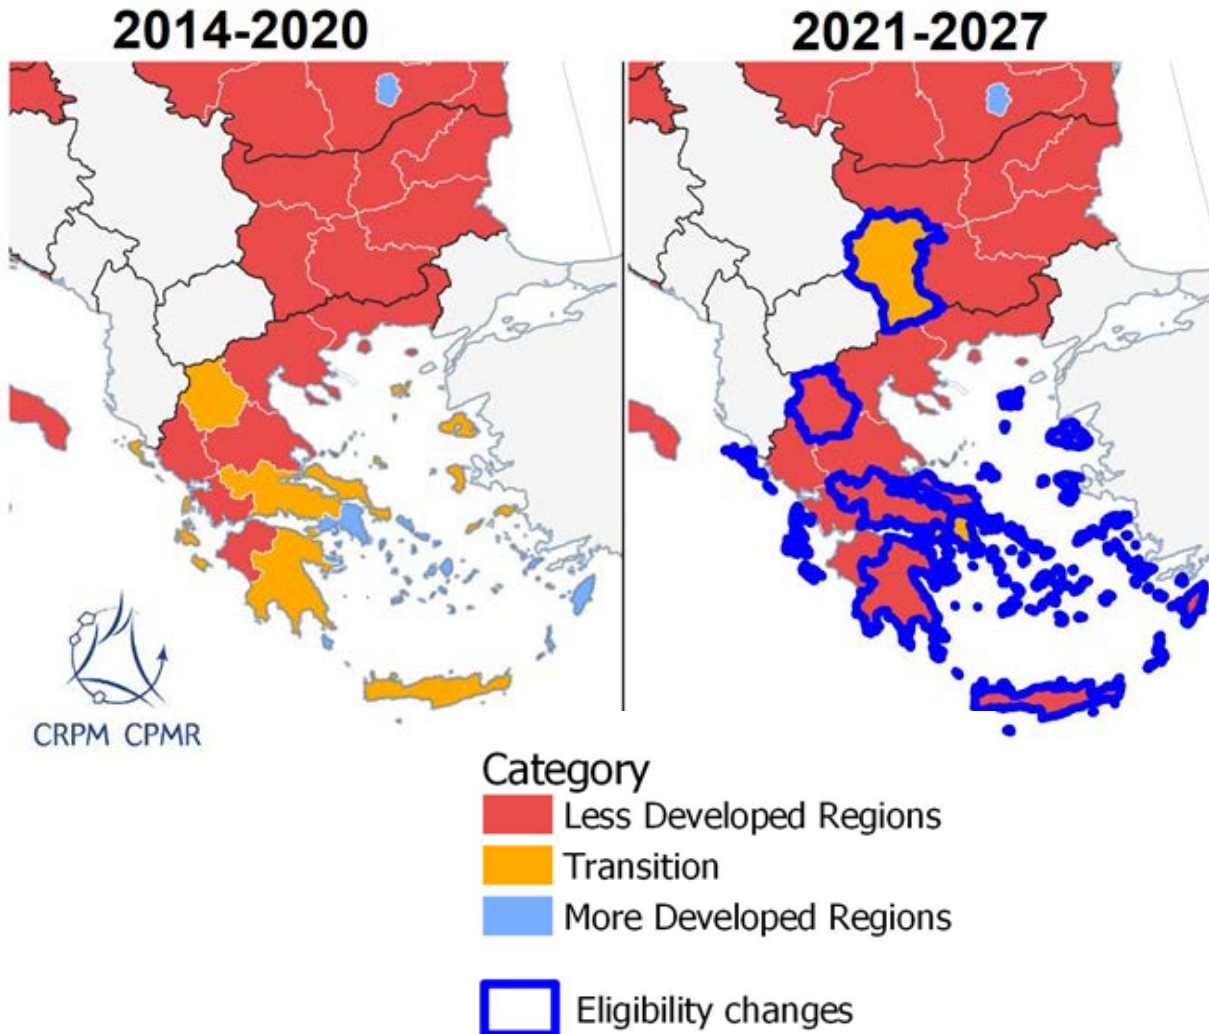 2014-2020
2021-2027
CRPM CPMR
Category
Less Developed Regions
Transition
More Developed Regions
Eligibility changes